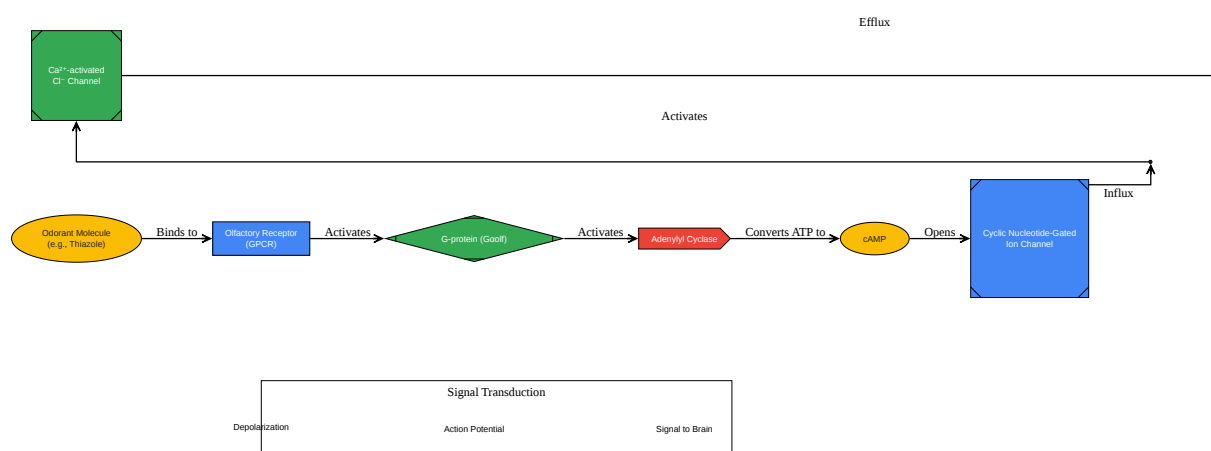 Efflux
Ca²⁺-activated
Cl⁻ Channel
Activates
Influx
Odorant Molecule
(e.g., Thiazole)
Binds to
Olfactory Receptor
(GPCR)
Activates
G-protein (Goolf)
Activates
Adenylyl Cyclase
Converts ATP to
cAMP
Opens
Cyclic Nucleotide-Gated
Ion Channel
Signal Transduction
Depolarization
Action Potential
Signal to Brain